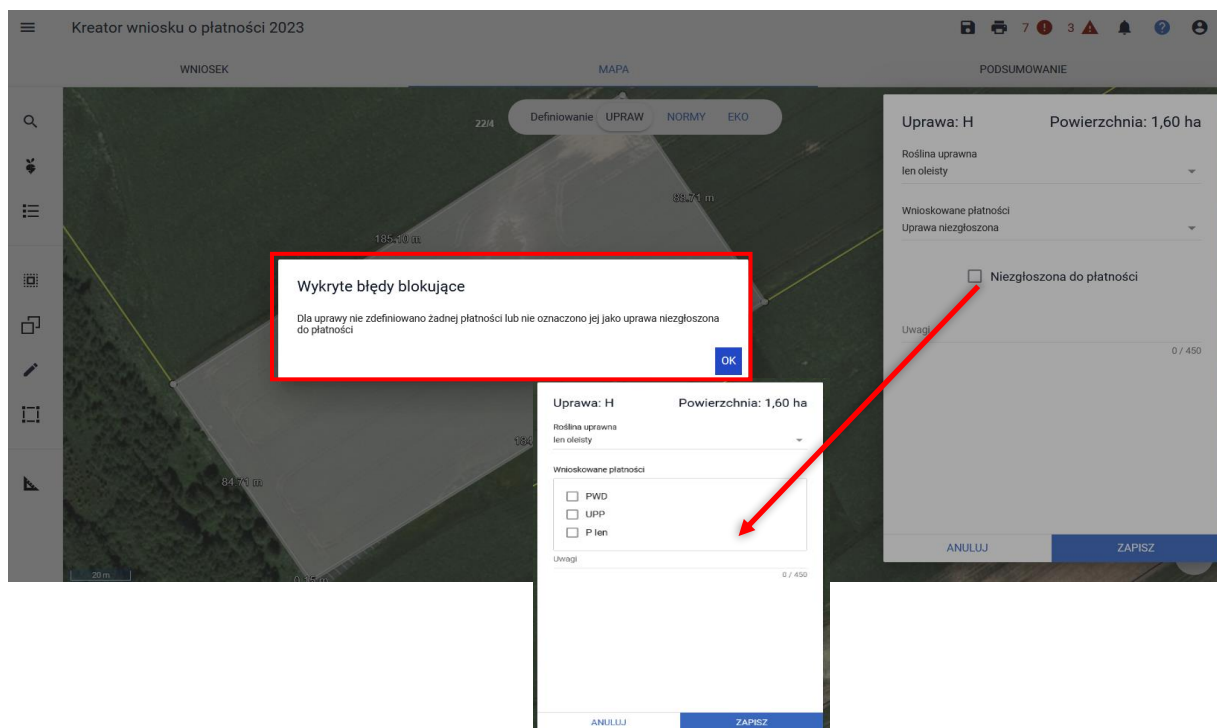 Kreator wniosku o płatności 2023
7
3
WNIOSEK
MAPA
PODSUMOWANIE
Definiowanie UPRAW NORMY EKO
22/4
83.71 m
185.10 m
84.71 m
20 m
Uprawa: H Powierzchnia: 1,60 ha
Roślina uprawna
len oleisty
Wnioskowane płatności
Uprawa niezgłoszona
Niezgłoszona do płatności
Uwagi
0 / 450
ANULUJ ZAPISZ
Wykryte błędy blokujące
Dla uprawy nie zdefiniowano żadnej płatności lub nie oznaczono jej jako uprawa niezgłoszona
do płatności
OK
Uprawa: H Powierzchnia: 1,60 ha
Roślina uprawna
len oleisty
Wnioskowane płatności
PWD
UPP
P len
Uwagi
0 / 450
ANULUJ ZAPISZ